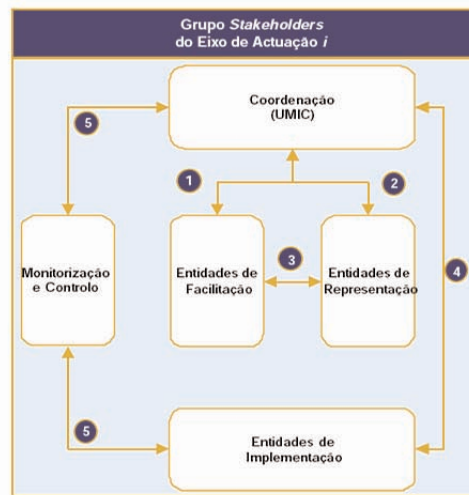 Grupo Stakeholders
do Eixo de Actuação i
Coordenação
(UMIC)
5
1
2
Monitorização
e Controlo
Entidades de
Facilitação
3
Entidades de
Representação
4
5
Entidades de
Implementação